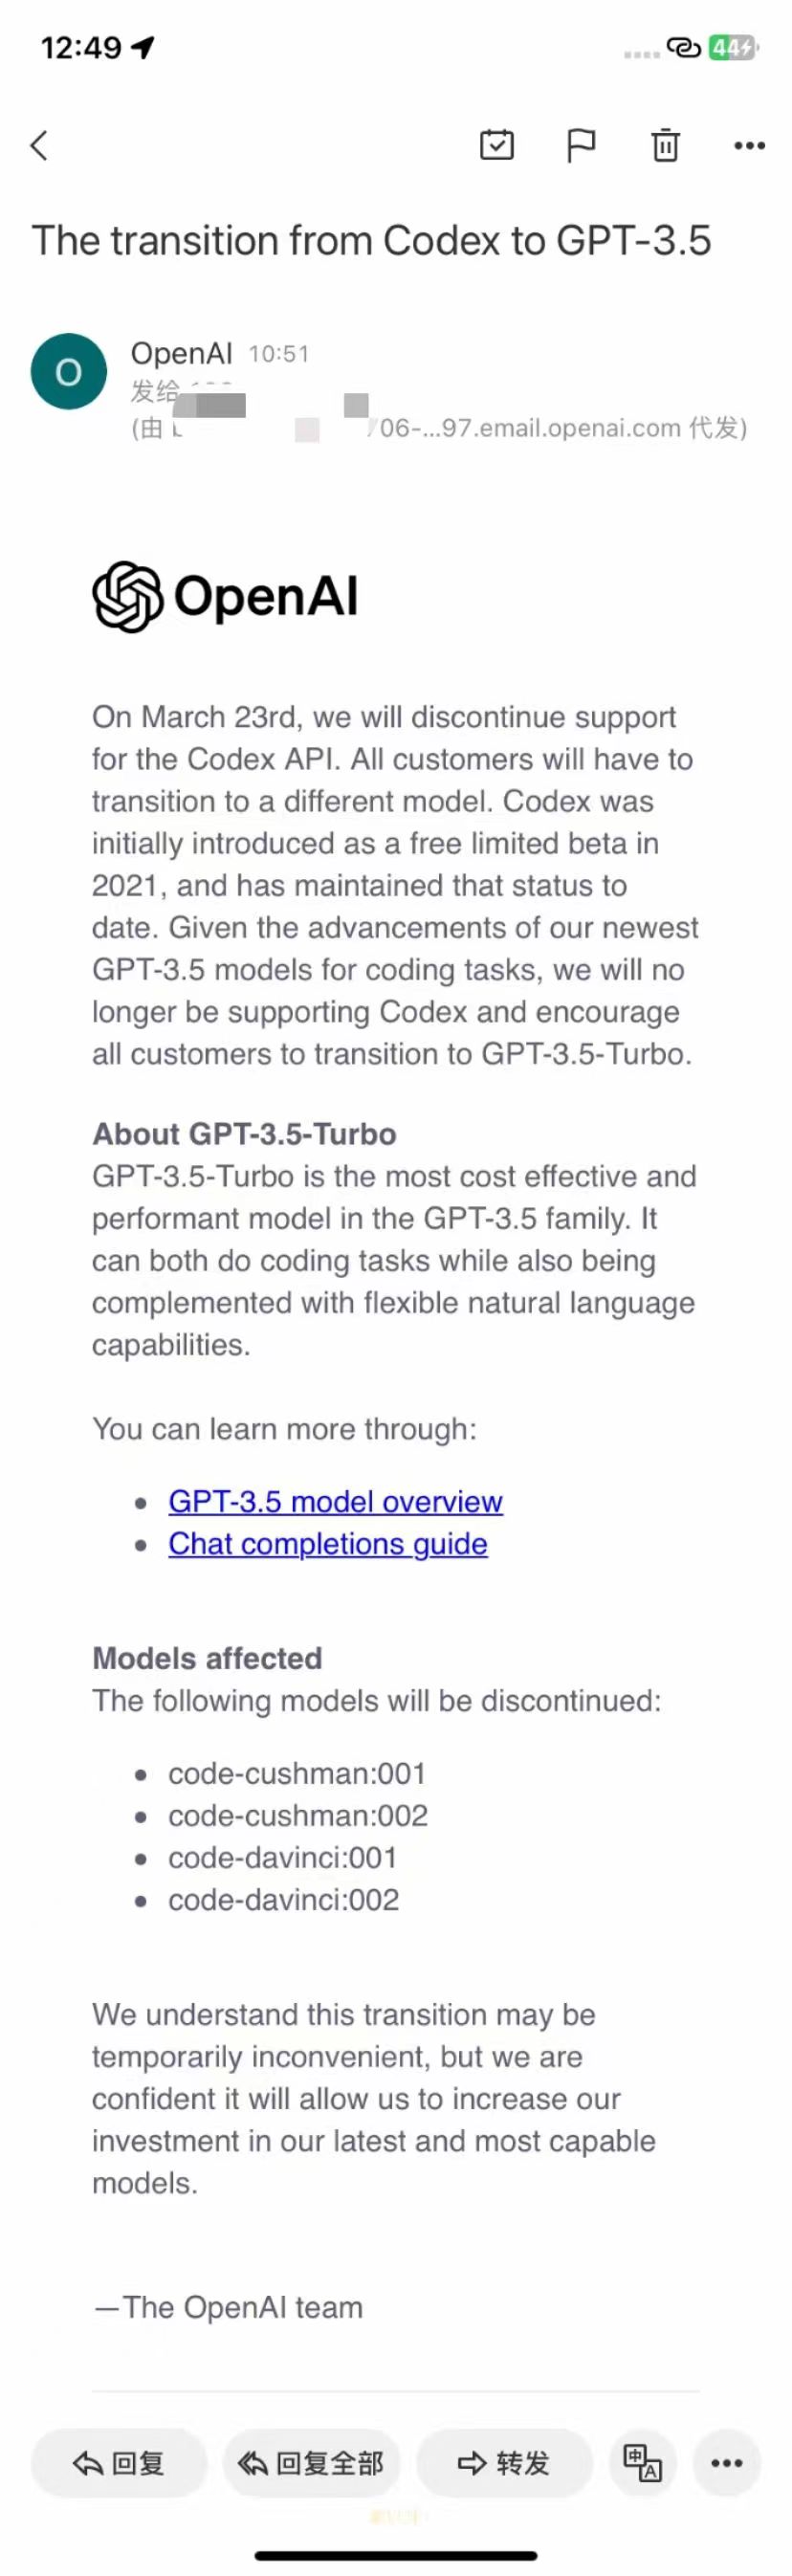 12:49
44
The transition from Codex to GPT-3.5
OpenAI 10:51
发给
(由
706-...97.email.openai.com 代发)
OpenAI
On March 23rd, we will discontinue support
for the Codex API. All customers will have to
transition to a different model. Codex was
initially introduced as a free limited beta in
2021, and has maintained that status to
date. Given the advancements of our newest
GPT-3.5 models for coding tasks, we will no
longer be supporting Codex and encourage
all customers to transition to GPT-3.5-Turbo.
About GPT-3.5-Turbo
GPT-3.5-Turbo is the most cost effective and
performant model in the GPT-3.5 family. It
can both do coding tasks while also being
complemented with flexible natural language
capabilities.
You can learn more through:
• GPT-3.5 model overview
• Chat completions guide
Models affected
The following models will be discontinued:
• code-cushman:001
• code-cushman:002
• code-davinci:001
• code-davinci:002
We understand this transition may be
temporarily inconvenient, but we are
confident it will allow us to increase our
investment in our latest and most capable
models.
—The OpenAI team
回复 回复全部 转发